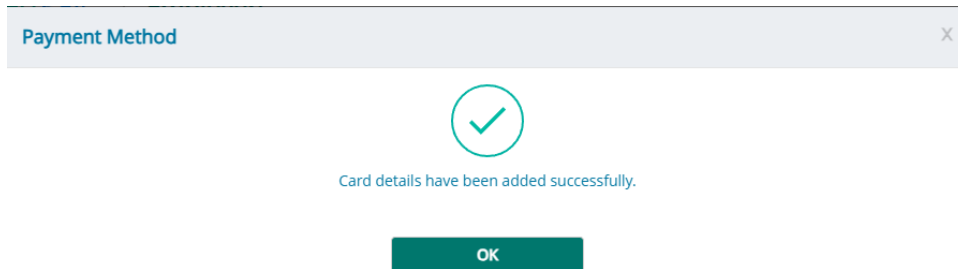 Payment Method
X
Card details have been added successfully.
OK